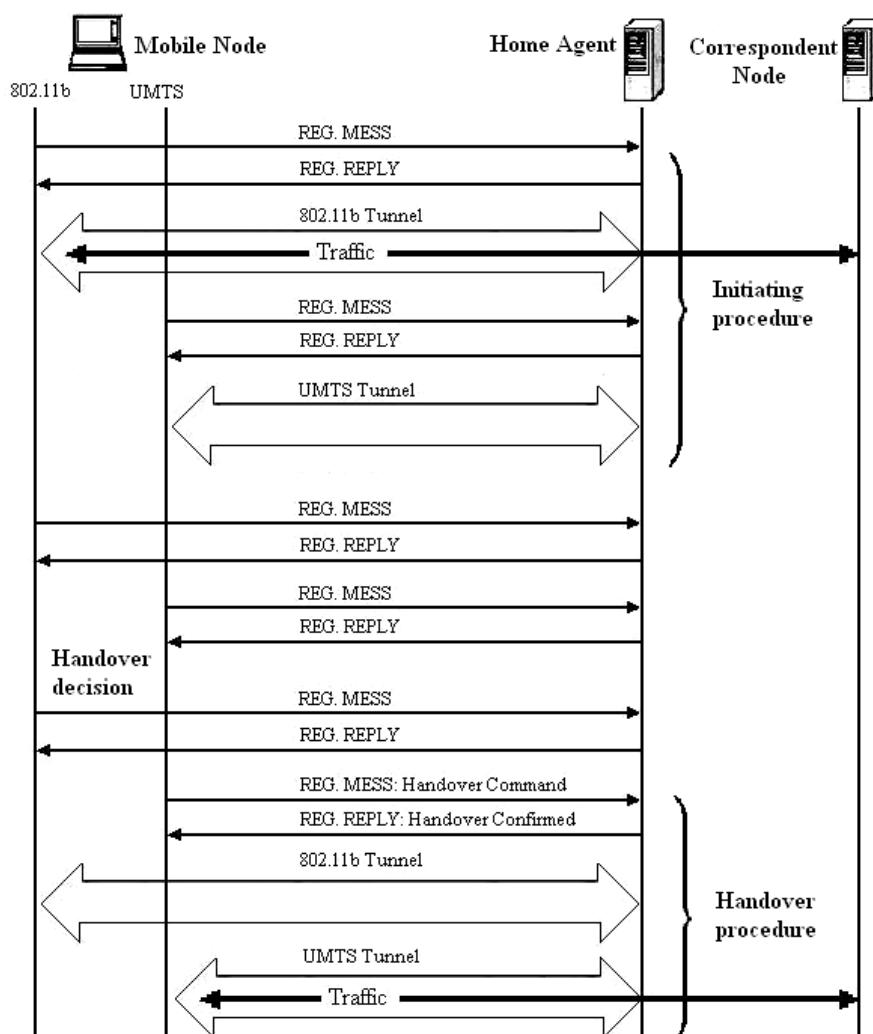 Mobile Node
Home Agent
Correspondent
Node
802.11b
UMTS
REG. MESS
REG. REPLY
802.11b Tunnel
Traffic
REG. MESS
REG. REPLY
UMTS Tunnel
Initiating
procedure
REG. MESS
REG. REPLY
REG. MESS
REG. REPLY
Handover
decision
REG. MESS
REG. REPLY
REG. MESS: Handover Command
REG. REPLY: Handover Confirmed
802.11b Tunnel
Handover
procedure
UMTS Tunnel
Traffic